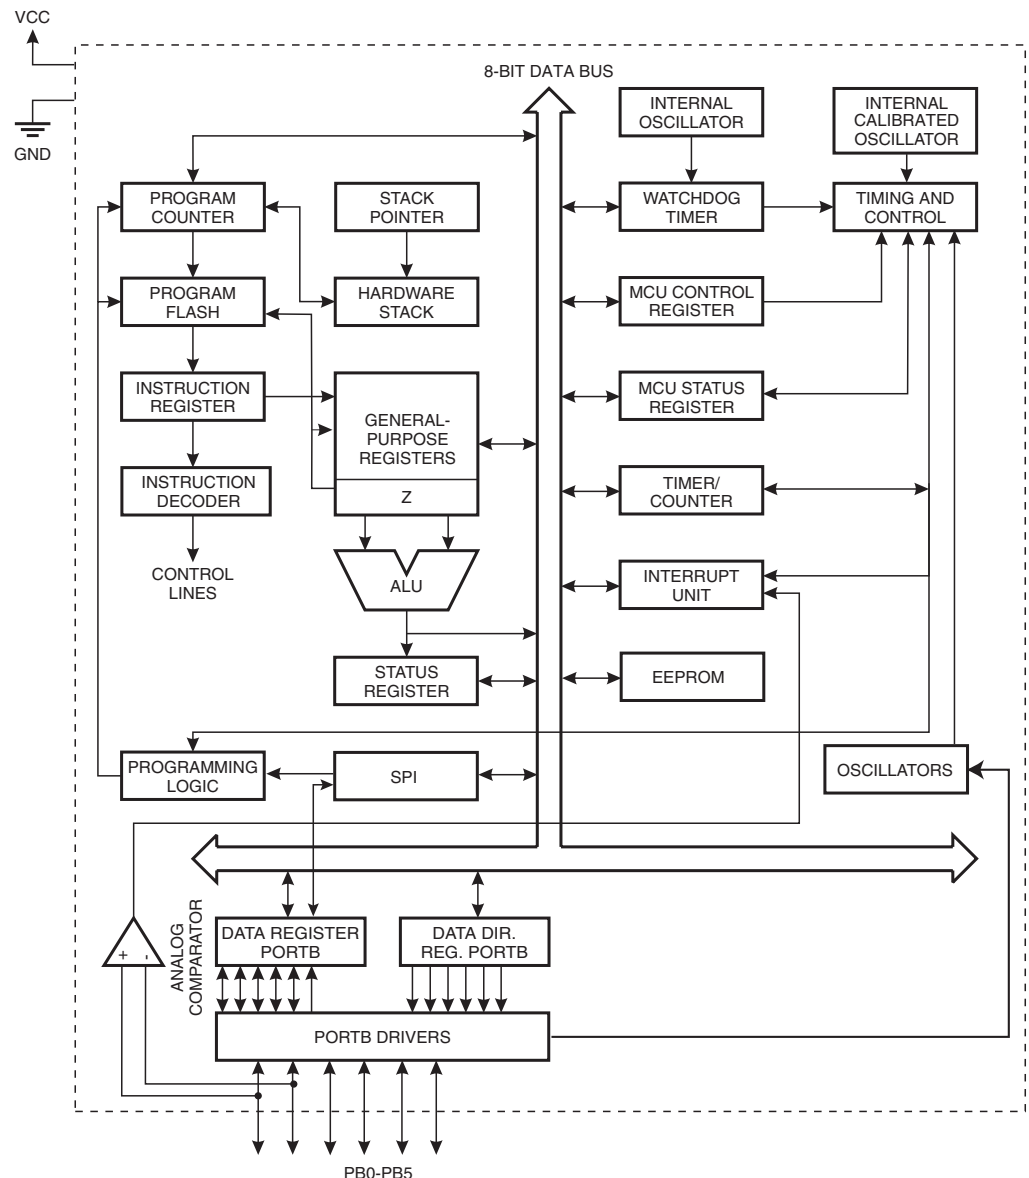 VCC
8-BIT DATA BUS
GND
INTERNAL
OSCILLATOR
INTERNAL
CALIBRATED
OSCILLATOR
PROGRAM
COUNTER
STACK
POINTER
WATCHDOG
TIMER
TIMING AND
CONTROL
PROGRAM
FLASH
HARDWARE
STACK
MCU CONTROL
REGISTER
INSTRUCTION
REGISTER
GENERAL-
PURPOSE
REGISTERS
Z
MCU STATUS
REGISTER
INSTRUCTION
DECODER
TIMER/
COUNTER
CONTROL
LINES
ALU
INTERRUPT
UNIT
STATUS
REGISTER
EEPROM
PROGRAMMING
LOGIC
SPI
OSCILLATORS
ANALOG
COMPARATOR
+
-
DATA REGISTER
PORTB
DATA DIR.
REG. PORTB
PORTB DRIVERS
PB0-PB5